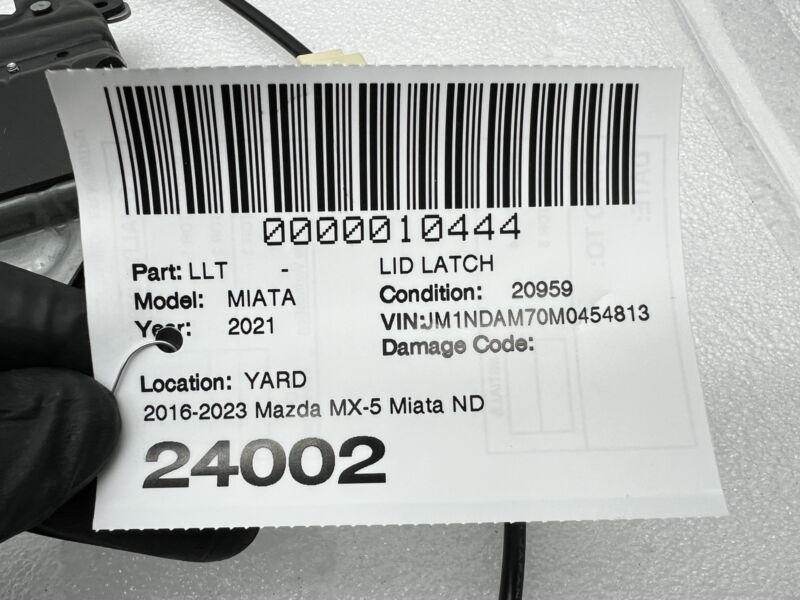 0000010444
Part: LLT - LID LATCH
Model: MIATA Condition: 20959
Year: 2021 VIN:JM1NDAM70M0454813
Damage Code:
Location: YARD
2016-2023 Mazda MX-5 Miata ND
24002